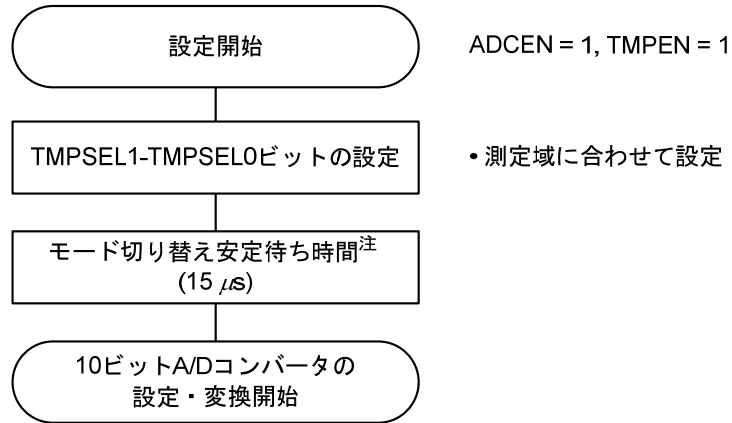 設定開始
ADCEN = 1, TMPEN = 1
TMPSEL1-TMPSEL0ビットの設定
• 測定域に合わせて設定
モード切り替え安定待ち時間注
(15 μs)
10ビットA/Dコンバータの
設定・変換開始